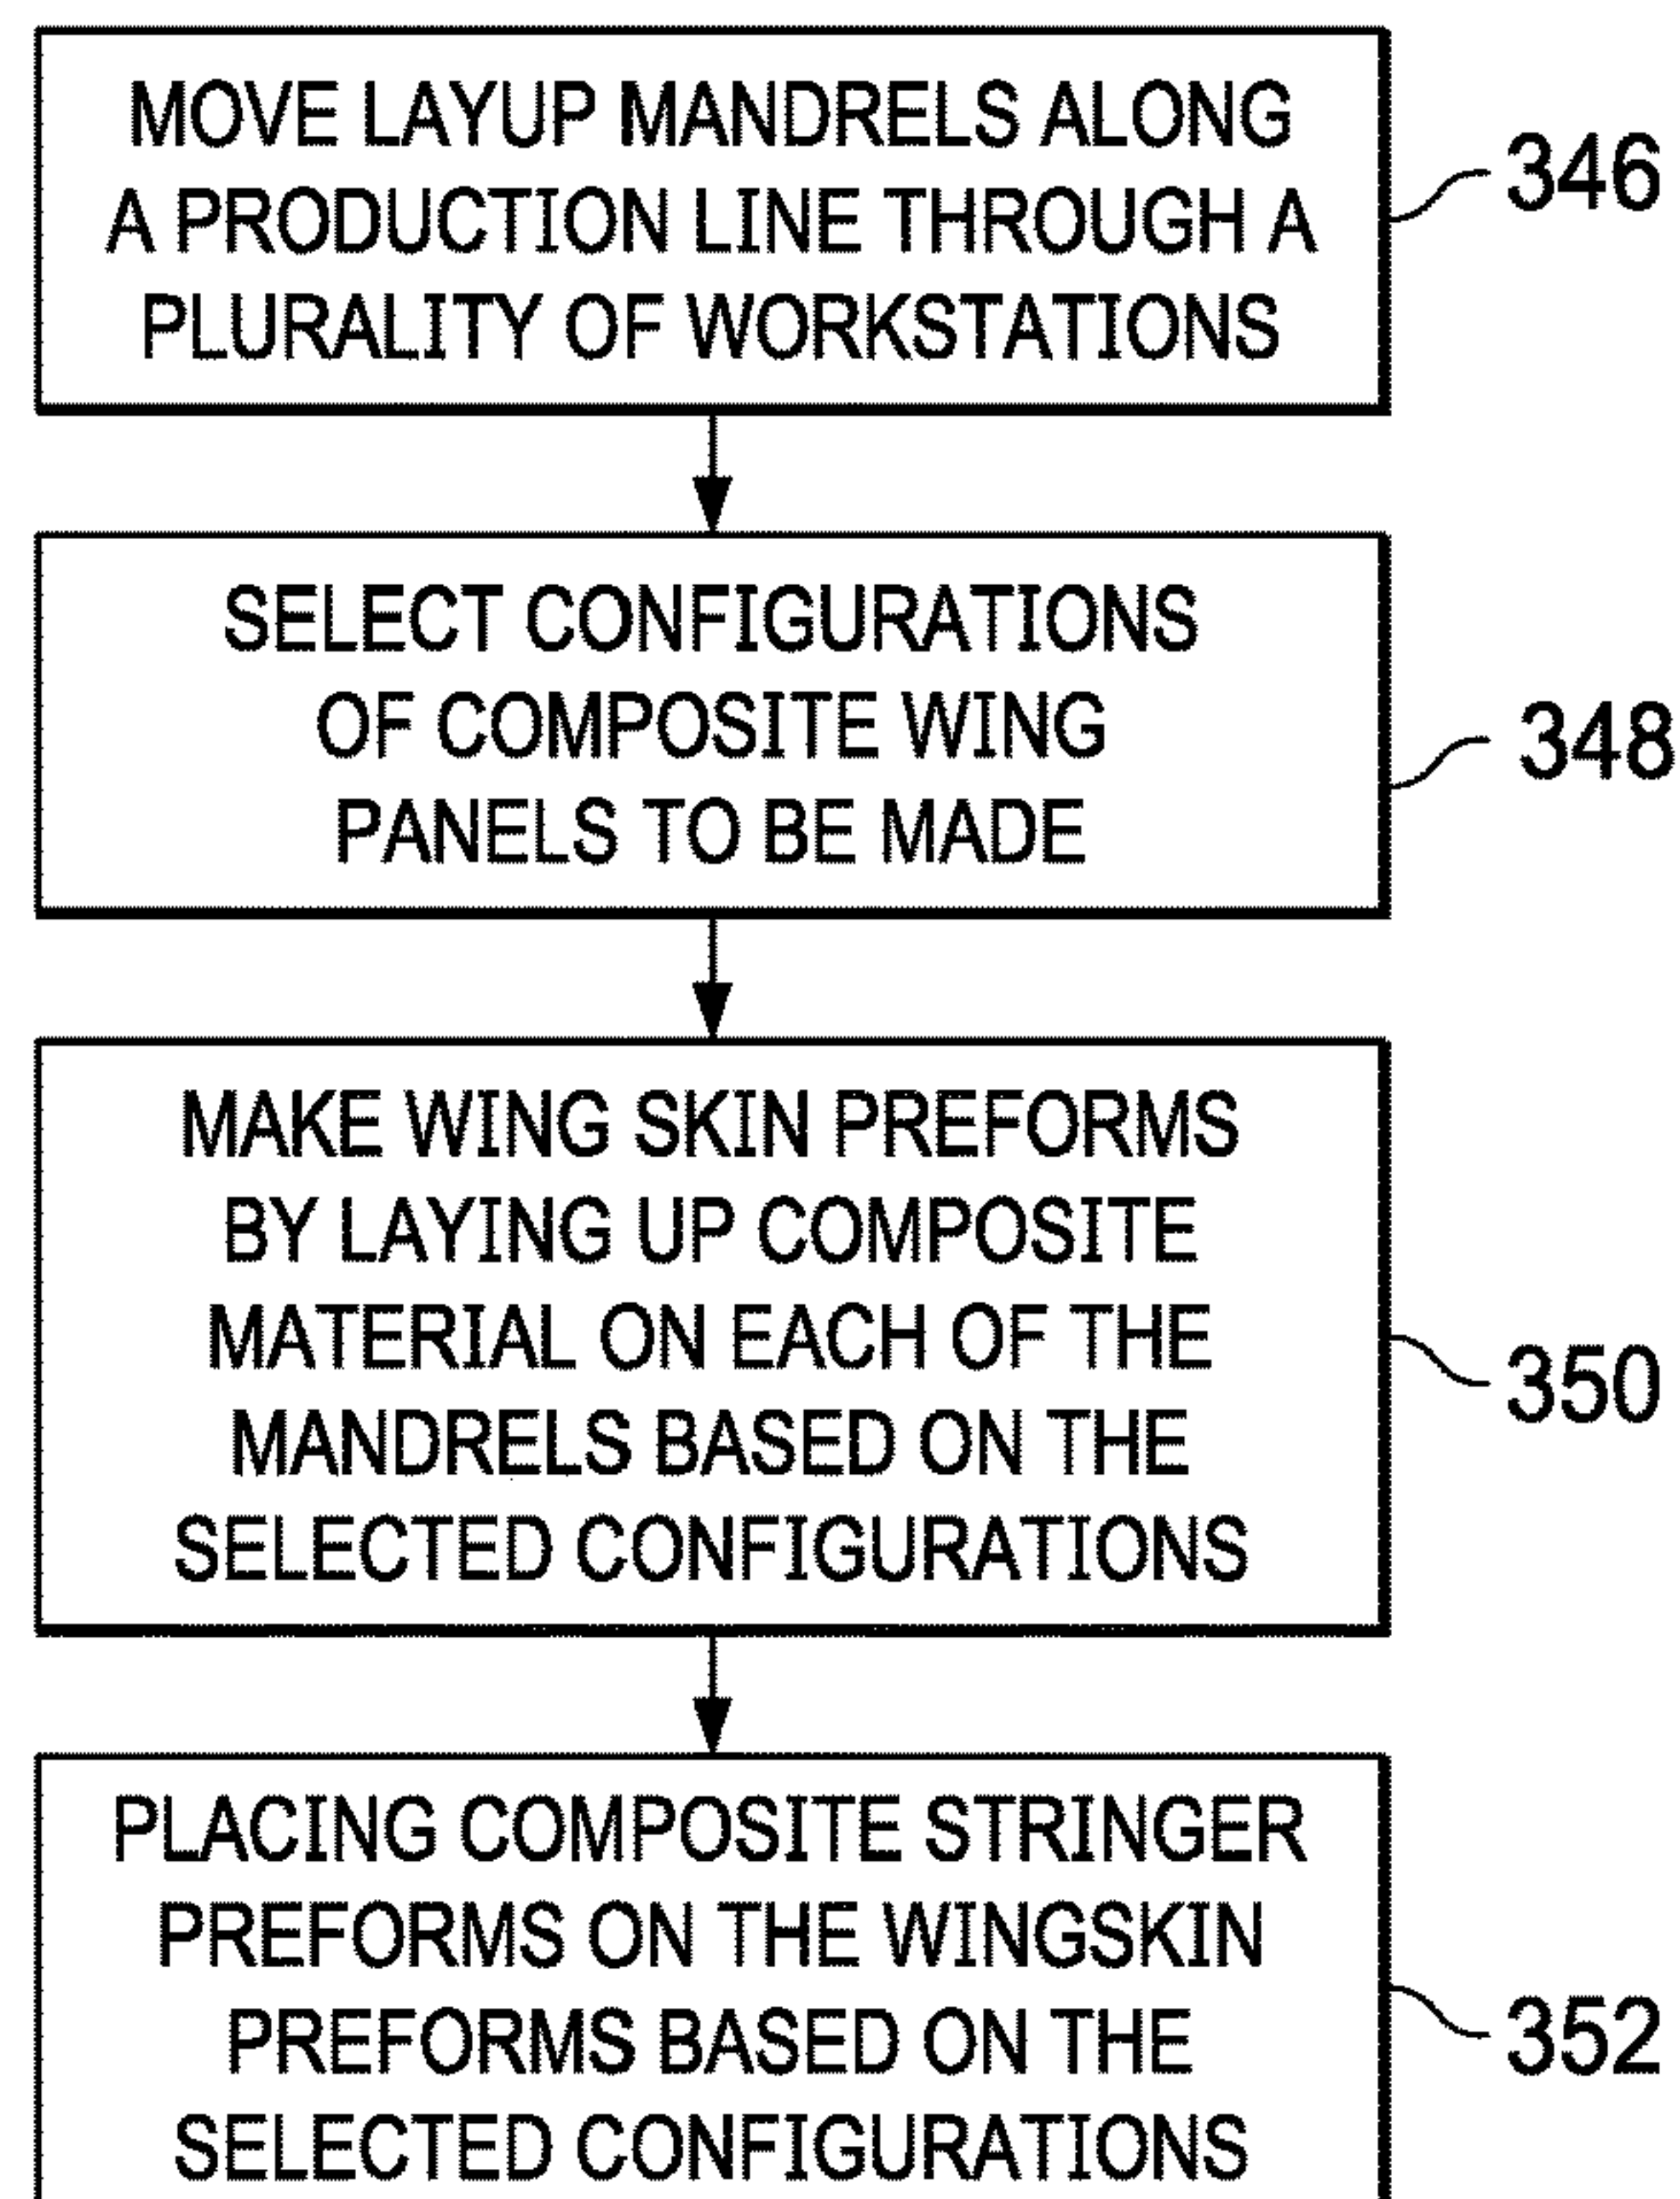 MOVE LAYUP MANDRELS ALONG
A PRODUCTION LINE THROUGH A
PLURALITY OF WORKSTATIONS
346
SELECT CONFIGURATIONS
OF COMPOSITE WING
PANELS TO BE MADE
348
MAKE WING SKIN PREFORMS
BY LAYING UP COMPOSITE
MATERIAL ON EACH OF THE
MANDRELS BASED ON THE
SELECTED CONFIGURATIONS
350
PLACING COMPOSITE STRINGER
PREFORMS ON THE WINGSKIN
PREFORMS BASED ON THE
SELECTED CONFIGURATIONS
352